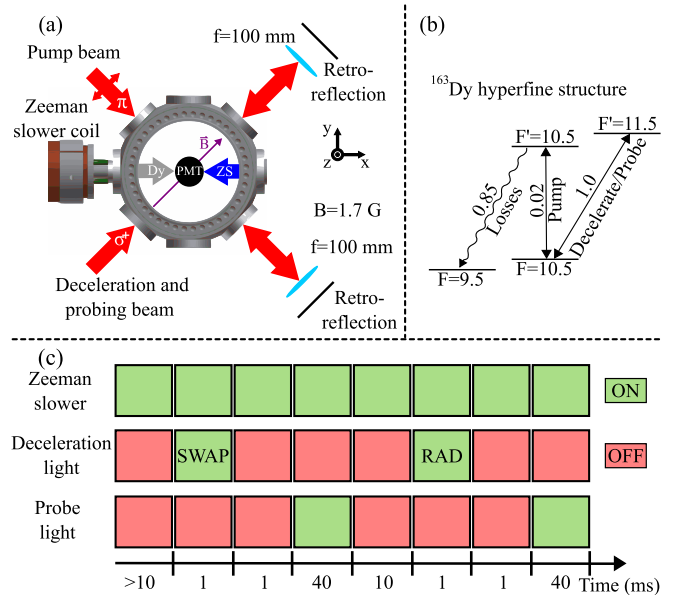 (a)
f=100 mm
Pump beam
Retro-
reflection
Zeeman
slower coil
π
B⃗
y
z
x
Dy
PMT
ZS
B=1.7 G
σ⁺
f=100 mm
Deceleration and
probing beam
Retro-
reflection
(b)
¹⁶³Dy hyperfine structure
F'=10.5
F'=11.5
0.85
Losses
0.02
Pump
1.0
Decelerate/Probe
F=9.5
F=10.5
(c)
Zeeman
slower
ON
Deceleration
light
SWAP
RAD
OFF
Probe
light
>10 1 1 40 10 1 1 40 Time (ms)